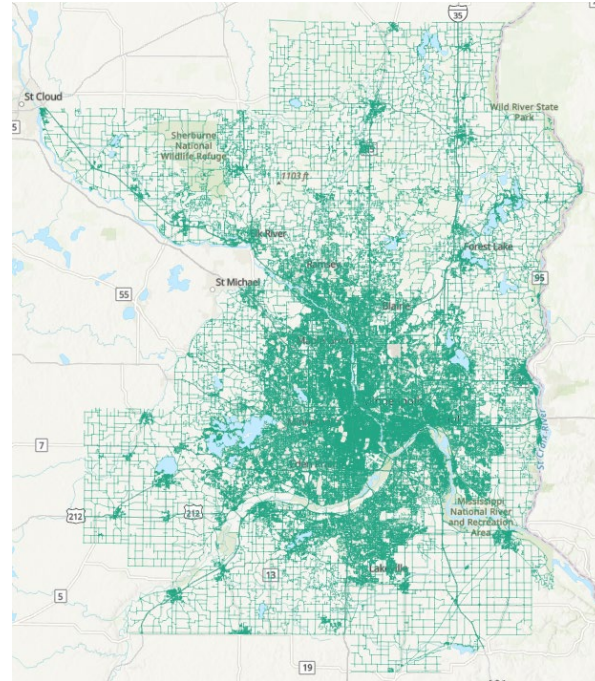 35
St Cloud
5
Wild River State
Park
Sherburne
National
Wildlife Refuge
1103 ft
River
Forest Lake
Ramsey
95
St Michael
55
Blaine
St Croix River
7
Mississippi
National River
and Recreation
Area
212
212
13
Lakeville
5
19